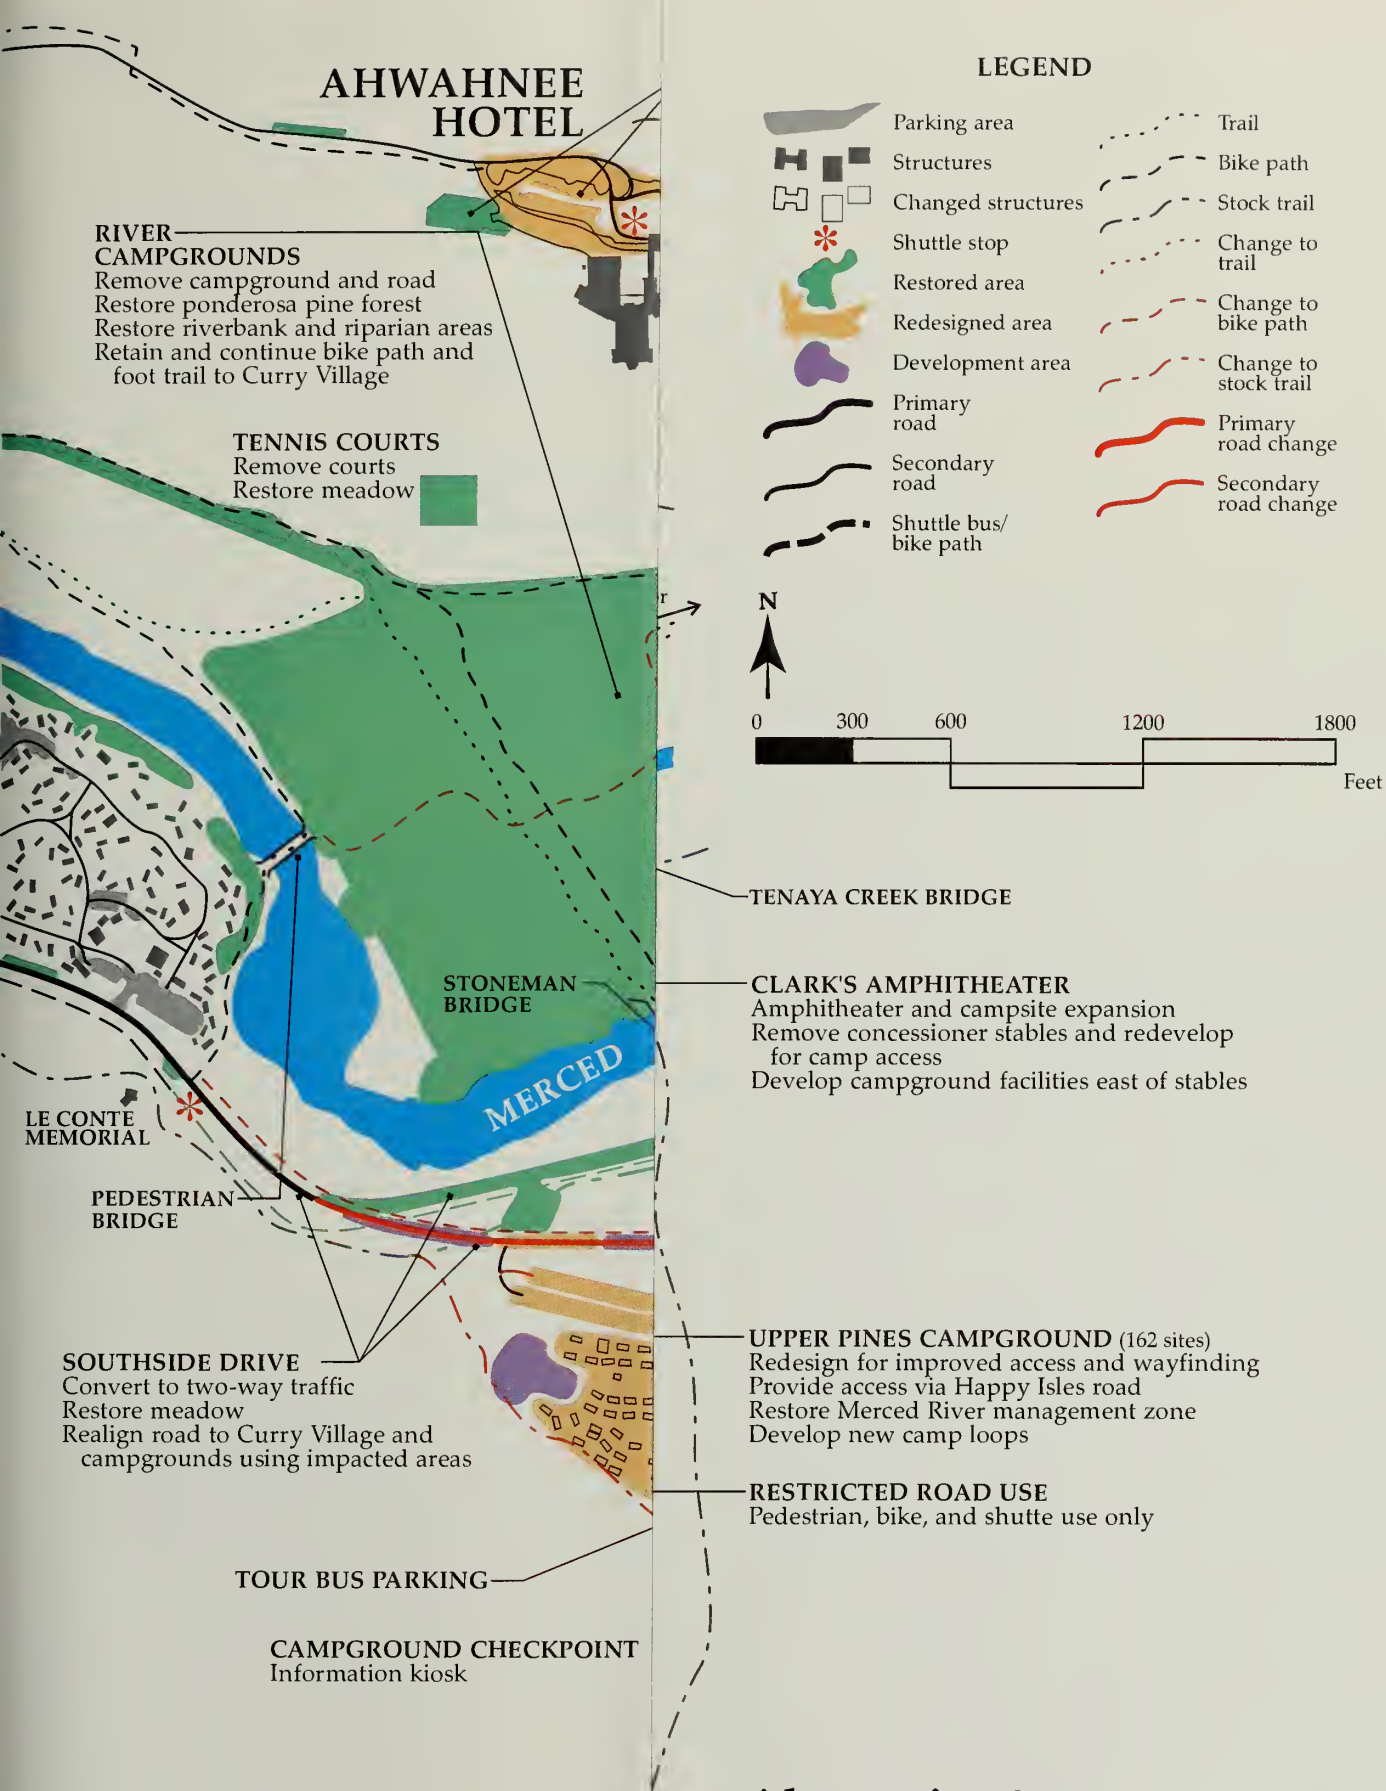 AHWAHNEE
HOTEL
RIVER
CAMPGROUNDS
Remove campground and road
Restore ponderosa pine forest
Restore riverbank and riparian areas
Retain and continue bike path and
foot trail to Curry Village
TENNIS COURTS
Remove courts
Restore meadow
r
STONEMAN
BRIDGE
MERCED
LE CONTE
MEMORIAL
PEDESTRIAN
BRIDGE
SOUTHSIDE DRIVE
Convert to two-way traffic
Restore meadow
Realign road to Curry Village and
campgrounds using impacted areas
TOUR BUS PARKING
CAMPGROUND CHECKPOINT
Information kiosk
LEGEND
Parking area
Structures
Changed structures
Shuttle stop
Restored area
Redesigned area
Development area
Primary
road
Secondary
road
Shuttle bus/
bike path
Trail
Bike path
Stock trail
Change to
trail
Change to
bike path
Change to
stock trail
Primary
road change
Secondary
road change
N
0 300 600 1200 1800
Feet
TENAYA CREEK BRIDGE
CLARK'S AMPHITHEATER
Amphitheater and campsite expansion
Remove concessioner stables and redevelop
for camp access
Develop campground facilities east of stables
UPPER PINES CAMPGROUND (162 sites)
Redesign for improved access and wayfinding
Provide access via Happy Isles road
Restore Merced River management zone
Develop new camp loops
RESTRICTED ROAD USE
Pedestrian, bike, and shutte use only